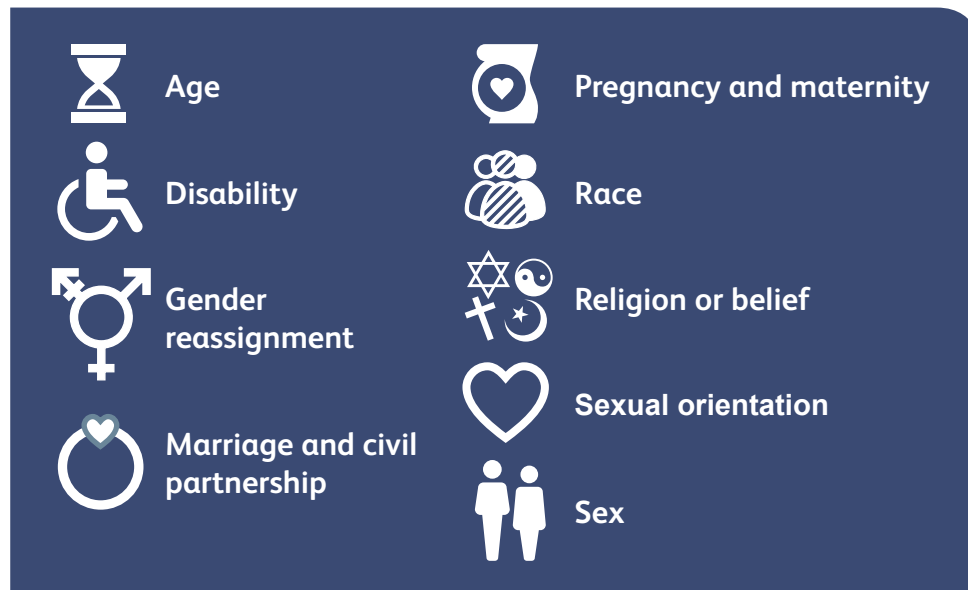 Age
Disability
Gender
reassignment
Marriage and civil
partnership
Pregnancy and maternity
Race
Religion or belief
Sexual orientation
Sex